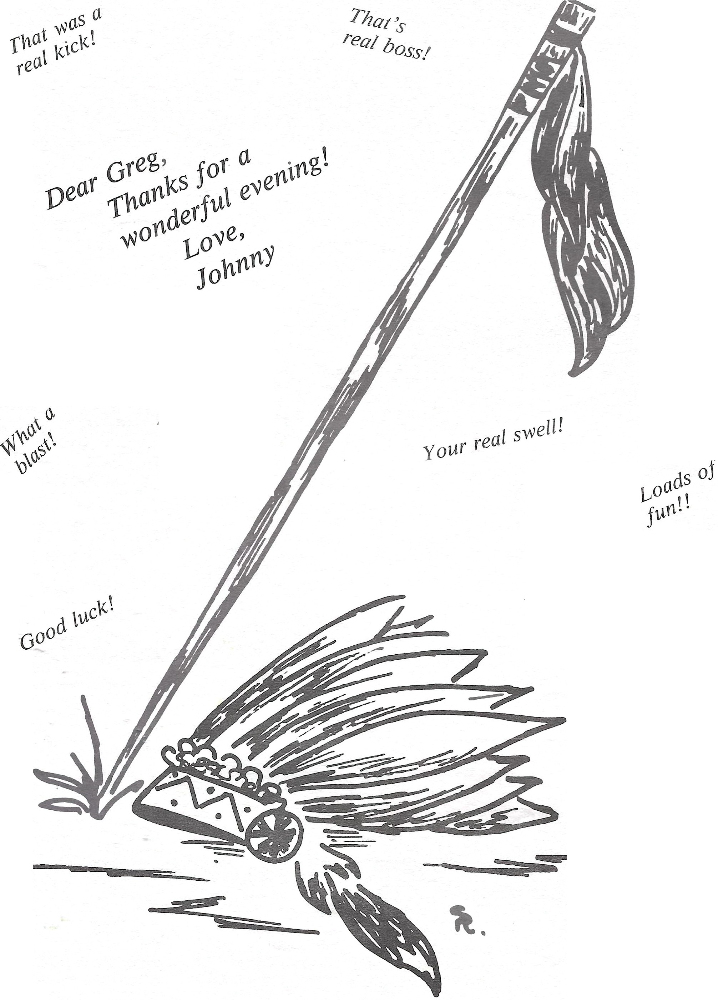 That was a
real kick!
That's
real boss!
Dear Greg,
Thanks for a
wonderful evening!
Love,
Johnny
What a
blast!
Your real swell!
Loads of
fun!!
Good luck!